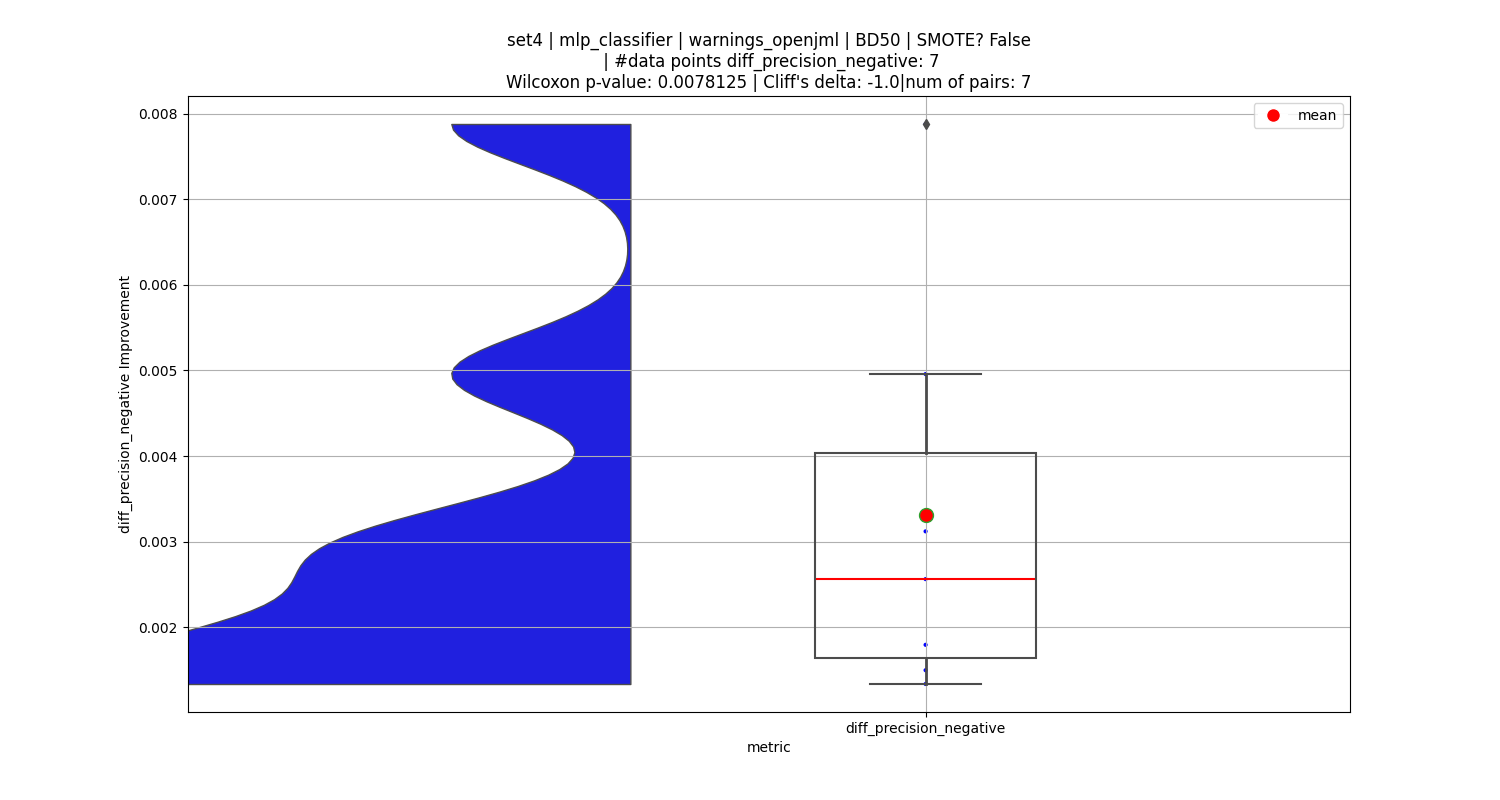 set4 | mlp_classifier | warnings_openjml | BD50 | SMOTE? False
| #data points diff_precision_negative: 7
Wilcoxon p-value: 0.0078125 | Cliff's delta: -1.0|num of pairs: 7
mean
0.008
0.007
0.006
0.005
0.004
0.003
0.002
diff_precision_negative Improvement
diff_precision_negative
metric